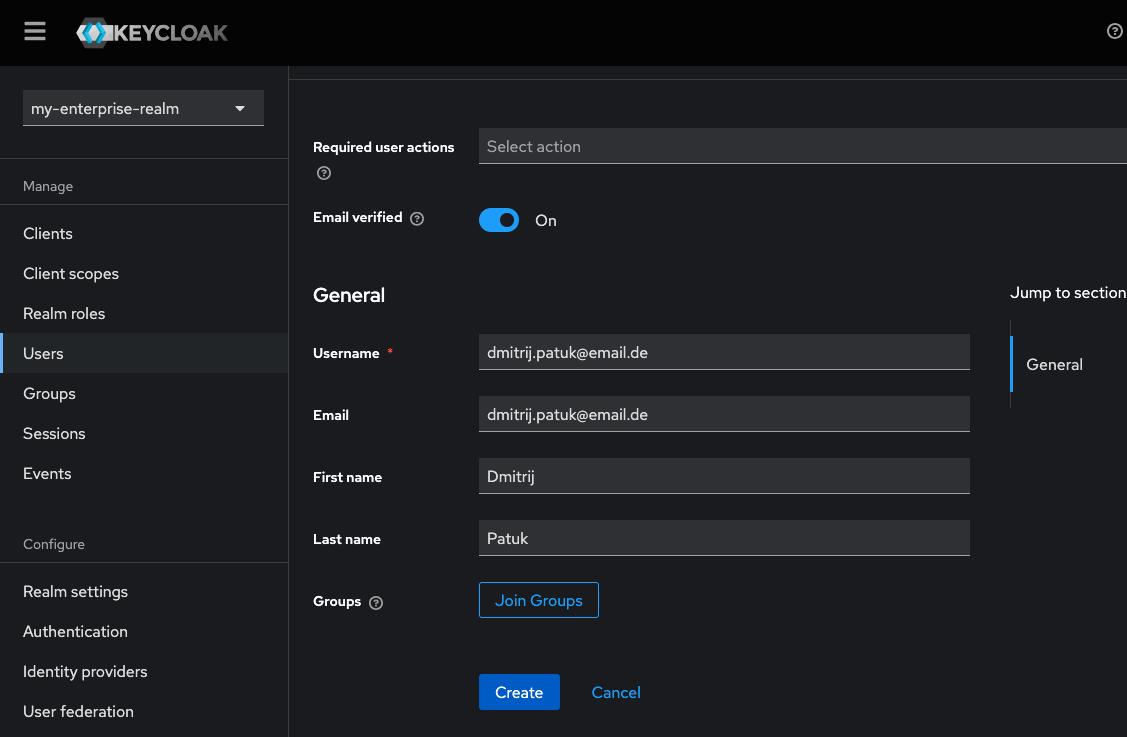 KEYCLOAK
my-enterprise-realm
Manage
Clients
Client scopes
Realm roles
Users
Groups
Sessions
Events
Configure
Realm settings
Authentication
Identity providers
User federation
Required user actions
Select action
Email verified
On
General
Username *
dmitrij.patuk@email.de
Email
dmitrij.patuk@email.de
First name
Dmitrij
Last name
Patuk
Groups
Join Groups
Create
Cancel
Jump to section
General